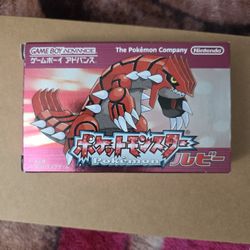 GAME BOY ADVANCE
ゲームボーイ アドバンス
The Pokémon Company
Nintendo
ポケットモンスター
Pokémon
ルビー